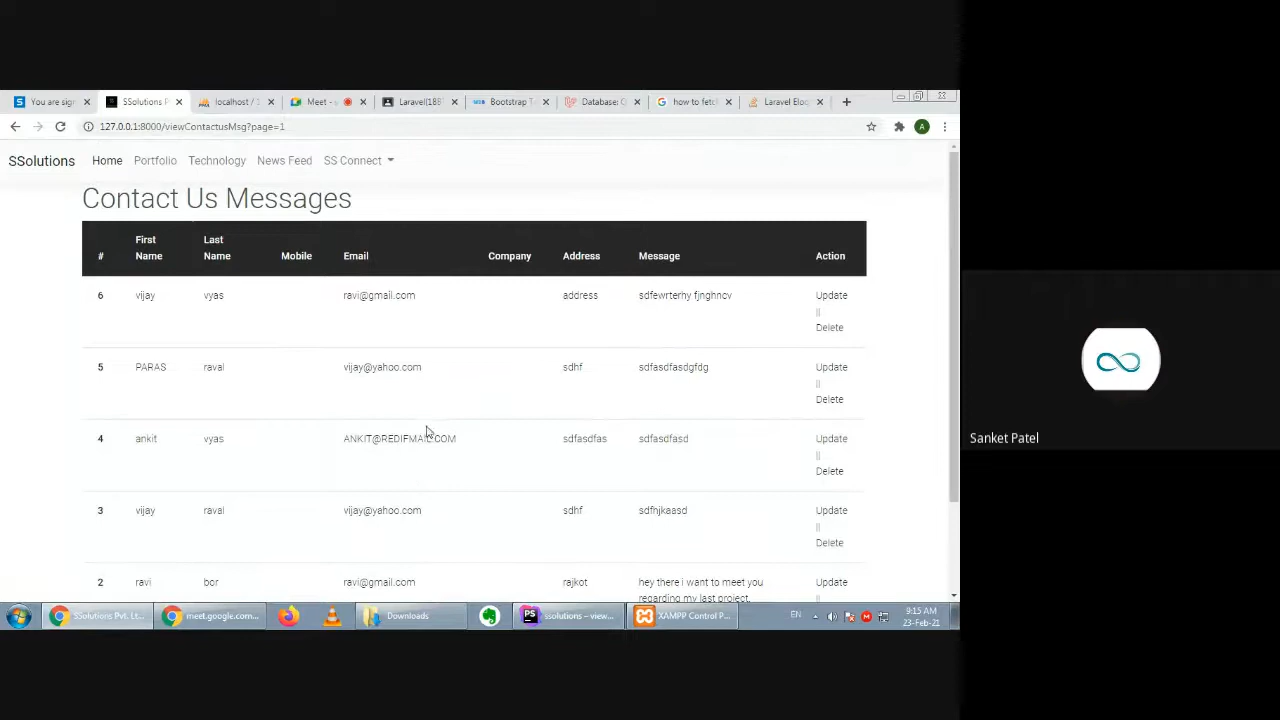 You are sign
SSolutions P
localhost / 1
Meet -
Laravel(188
Bootstrap T
Database: Q
how to fetch
Laravel Eloq
127.0.0.1:8000/viewContactusMsg?page=1
A
SSolutions Home Portfolio Technology News Feed SS Connect
Contact Us Messages
# First Name Last Name Mobile Email Company Address Message Action
6 vijay vyas ravi@gmail.com address sdfewrterhy fjnghncv Update
||
Delete
5 PARAS raval vijay@yahoo.com sdhf sdfasdfasdgfdg Update
||
Delete
4 ankit vyas ANKIT@REDIFMAIL.COM sdfasdfas sdfasdfasd Update
||
Delete
3 vijay raval vijay@yahoo.com sdhf sdfhjkaasd Update
||
Delete
2 ravi bor ravi@gmail.com rajkot hey there i want to meet you Update
regarding my last project. ||
Sanket Patel
SSolutions Pvt. Lt...
meet.google.com...
Downloads
PS
ssolutions – view...
XAMPP Control P...
EN
9:15 AM
23-Feb-21